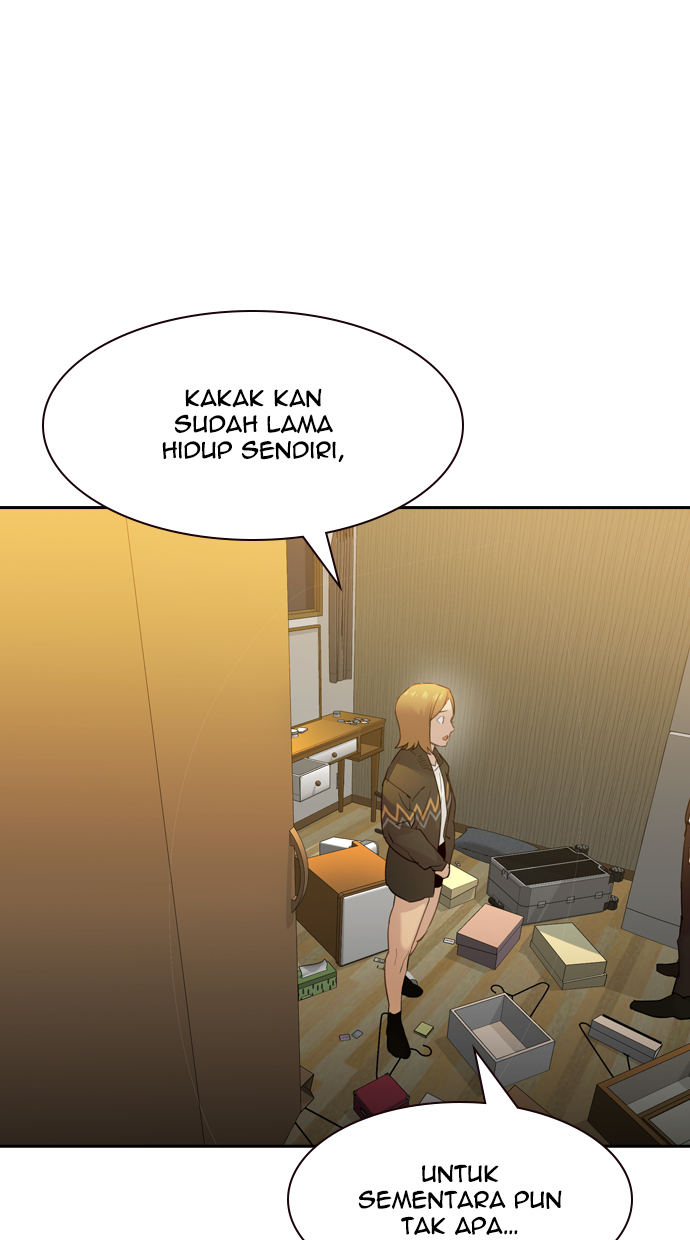 KAKAK KAN
SUDAH LAMA
HIDUP SENDIRI,
UNTUK
SEMENTARA PUN
TAK APA...